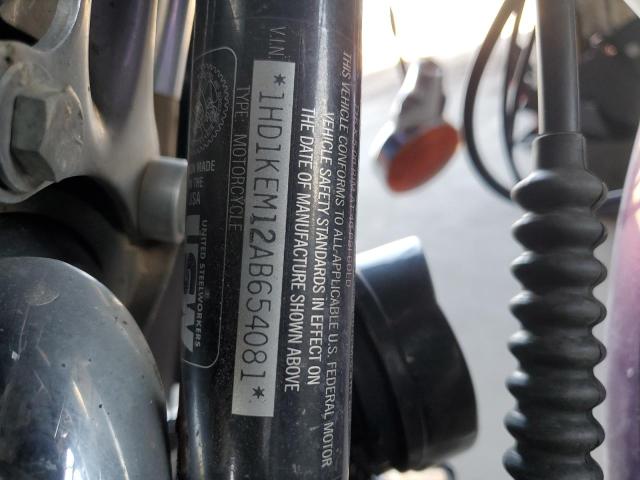 V.I.N.
*1HD1KEM12AB654081*
TYPE: MOTORCYCLE
THIS VEHICLE CONFORMS TO ALL APPLICABLE U.S. FEDERAL MOTOR
VEHICLE SAFETY STANDARDS IN EFFECT ON
THE DATE OF MANUFACTURE SHOWN ABOVE
MADE
IN THE
USA
UNITED STEELWORKERS
USW